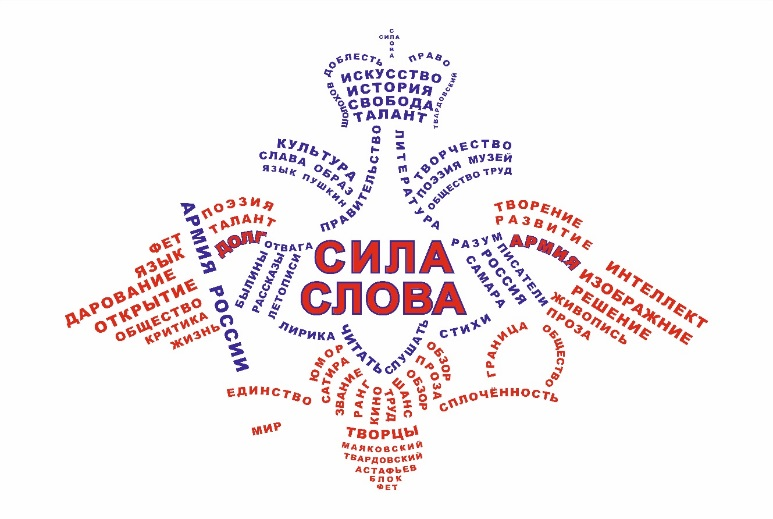 СИЛА
СЛОВА
ДОБЛЕСТЬ
ПРАВО
ШОЛОХОВ
ТВАРДОВСКИЙ
ИСКУССТВО
ИСТОРИЯ
СВОБОДА
ТАЛАНТ
ПРАВИТЕЛЬСТВО
ЛИТЕРАТУРА
КУЛЬТУРА
СЛАВА ОБРАЗ
ЯЗЫК ПУШКИН
ТВОРЧЕСТВО
ПОЭЗИЯ МУЗЕЙ
ОБЩЕСТВО ТРУД
АРМИЯ РОССИИ
ПОЭЗИЯ
ТАЛАНТ
ДОЛГ
ОТВАГА
ФЕТ
ЯЗЫК
ДАРОВАНИЕ
ОТКРЫТИЕ
ОБЩЕСТВО
КРИТИКА
ЖИЗНЬ
БЫЛИНЫ
РАССКАЗЫ
ЛЕТОПИСИ
СИЛА
СЛОВА
РАЗУМ
ПИСАТЕЛИ
РОССИЯ
САМАРА
ТВОРЕНИЕ
РАЗВИТИЕ
АРМИЯ
ИНТЕЛЛЕКТ
ИЗОБРАЖНИЕ
РЕШЕНИЕ
ЖИВОПИСЬ
ПРОЗА
ЛИРИКА
ЧИТАТЬ
СЛУШАТЬ
СТИХИ
ГРАНИЦА
ОБЩЕСТВО
СПЛОЧЁННОСТЬ
ЕДИНСТВО
МИР
ЮМОР
САТИРА
ЗВАНИЕ
РАНГ
КИНО
ТРУД
ШАНС
ОБЗОР
ПРОЗА
ОБЗОР
ТВОРЦЫ
МАЯКОВСКИЙ
ТВАРДОВСКИЙ
АСТАФЬЕВ
БЛОК
ФЕТ